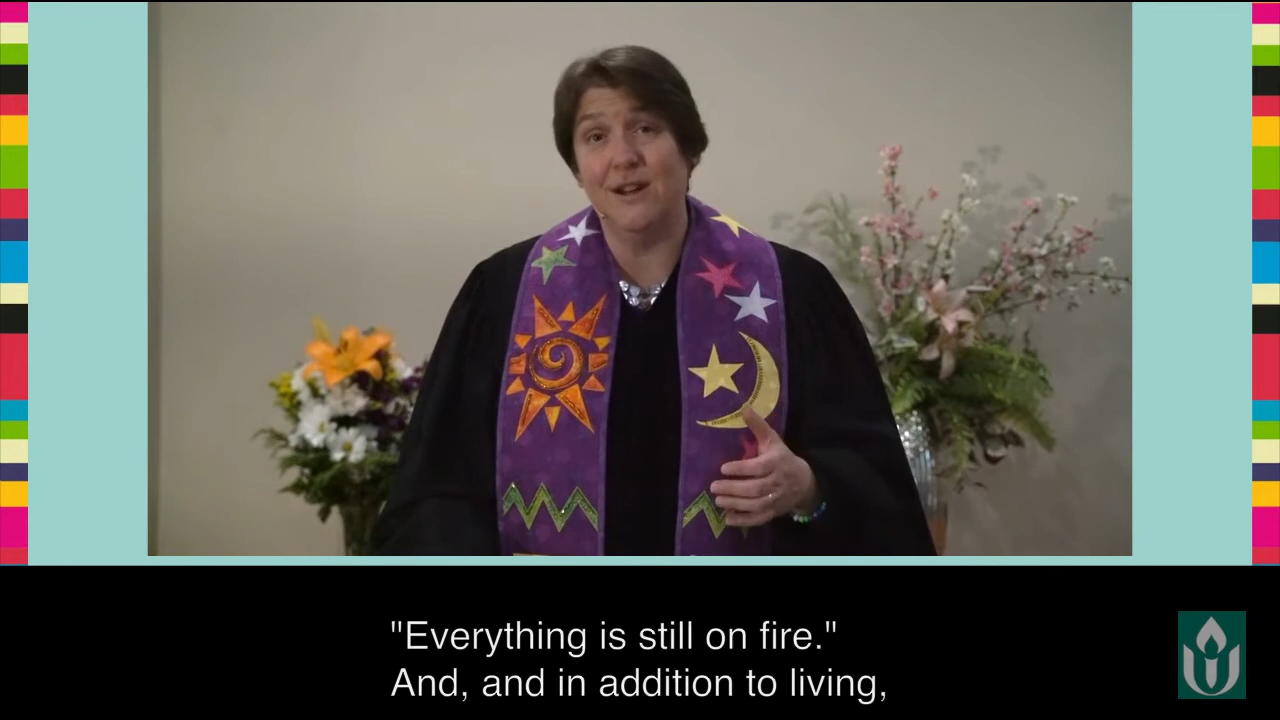 "Everything is still on fire."
And, and in addition to living,